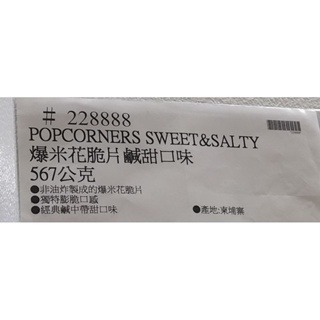 # 228888
POPCORNERS SWEET&SALTY
爆米花脆片鹹甜口味
567公克
●非油炸製成的爆米花脆片
●獨特膨脆口感
●經典鹹中帶甜口味 ●產地:柬埔寨